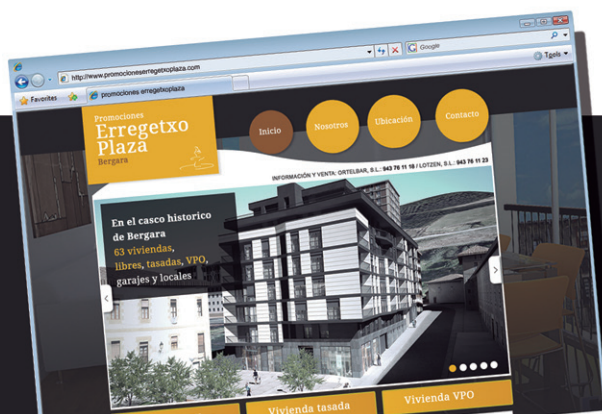 http://www.promocioneserregetxoplaza.com
Google
Favorites
promociones erregetxoplaza
Tools
Promociones
Erregetxo
Plaza
Bergara
Inicio
Nosotros
Ubicación
Contacto
INFORMACIÓN Y VENTA: ORTELBAR, S.L.: 943 76 11 18 / LOTZEN, S.L.: 943 76 11 23
En el casco historico
de Bergara
63 viviendas,
libres, tasadas, VPO,
garajes y locales
Vivienda tasada
Vivienda VPO